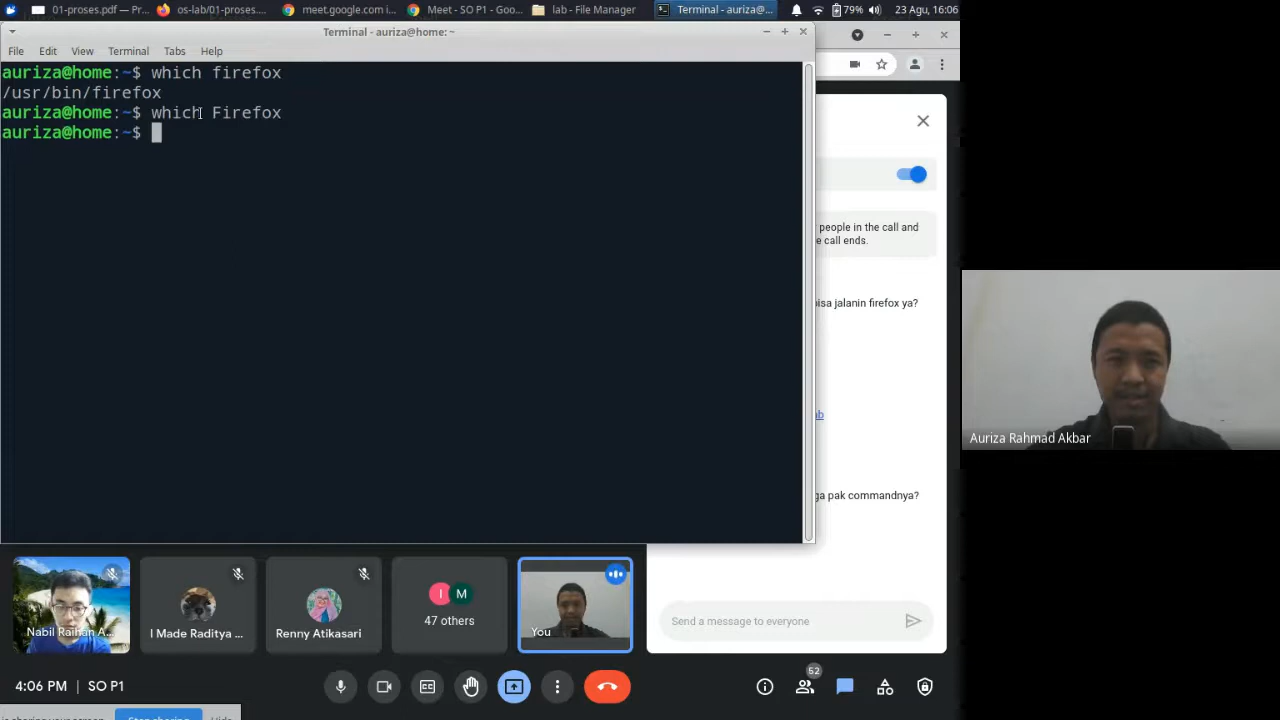 01-proses.pdf — Pr...
os-lab/01-proses....
meet.google.com i...
Meet - SO P1 - Goo...
lab - File Manager
Terminal - auriza@...
79%
23 Agu, 16:06
Terminal - auriza@home: ~
File Edit View Terminal Tabs Help
auriza@home:~$ which firefox
/usr/bin/firefox
auriza@home:~$ which Firefox
auriza@home:~$
people in the call and
e call ends.
bisa jalanin firefox ya?
ab
ga pak commandnya?
Auriza Rahmad Akbar
Nabil Raihan A...
I Made Raditya ...
Renny Atikasari
I M
47 others
You
Send a message to everyone
4:06 PM | SO P1
52
Stop sharing
Hide